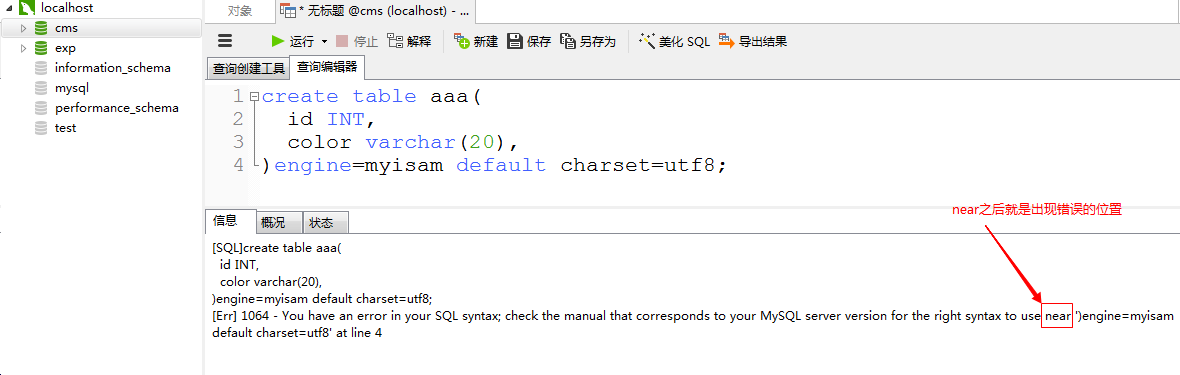 localhost
cms
exp
information_schema
mysql
performance_schema
test
对象
* 无标题 @cms (localhost) - ...
运行 停止 解释 新建 保存 另存为 美化 SQL 导出结果
查询创建工具 查询编辑器
1 create table aaa(
2 id INT,
3 color varchar(20),
4 )engine=myisam default charset=utf8;
near之后就是出现错误的位置
信息 概况 状态
[SQL]create table aaa(
id INT,
color varchar(20),
)engine=myisam default charset=utf8;
[Err] 1064 - You have an error in your SQL syntax; check the manual that corresponds to your MySQL server version for the right syntax to use near ')engine=myisam
default charset=utf8' at line 4